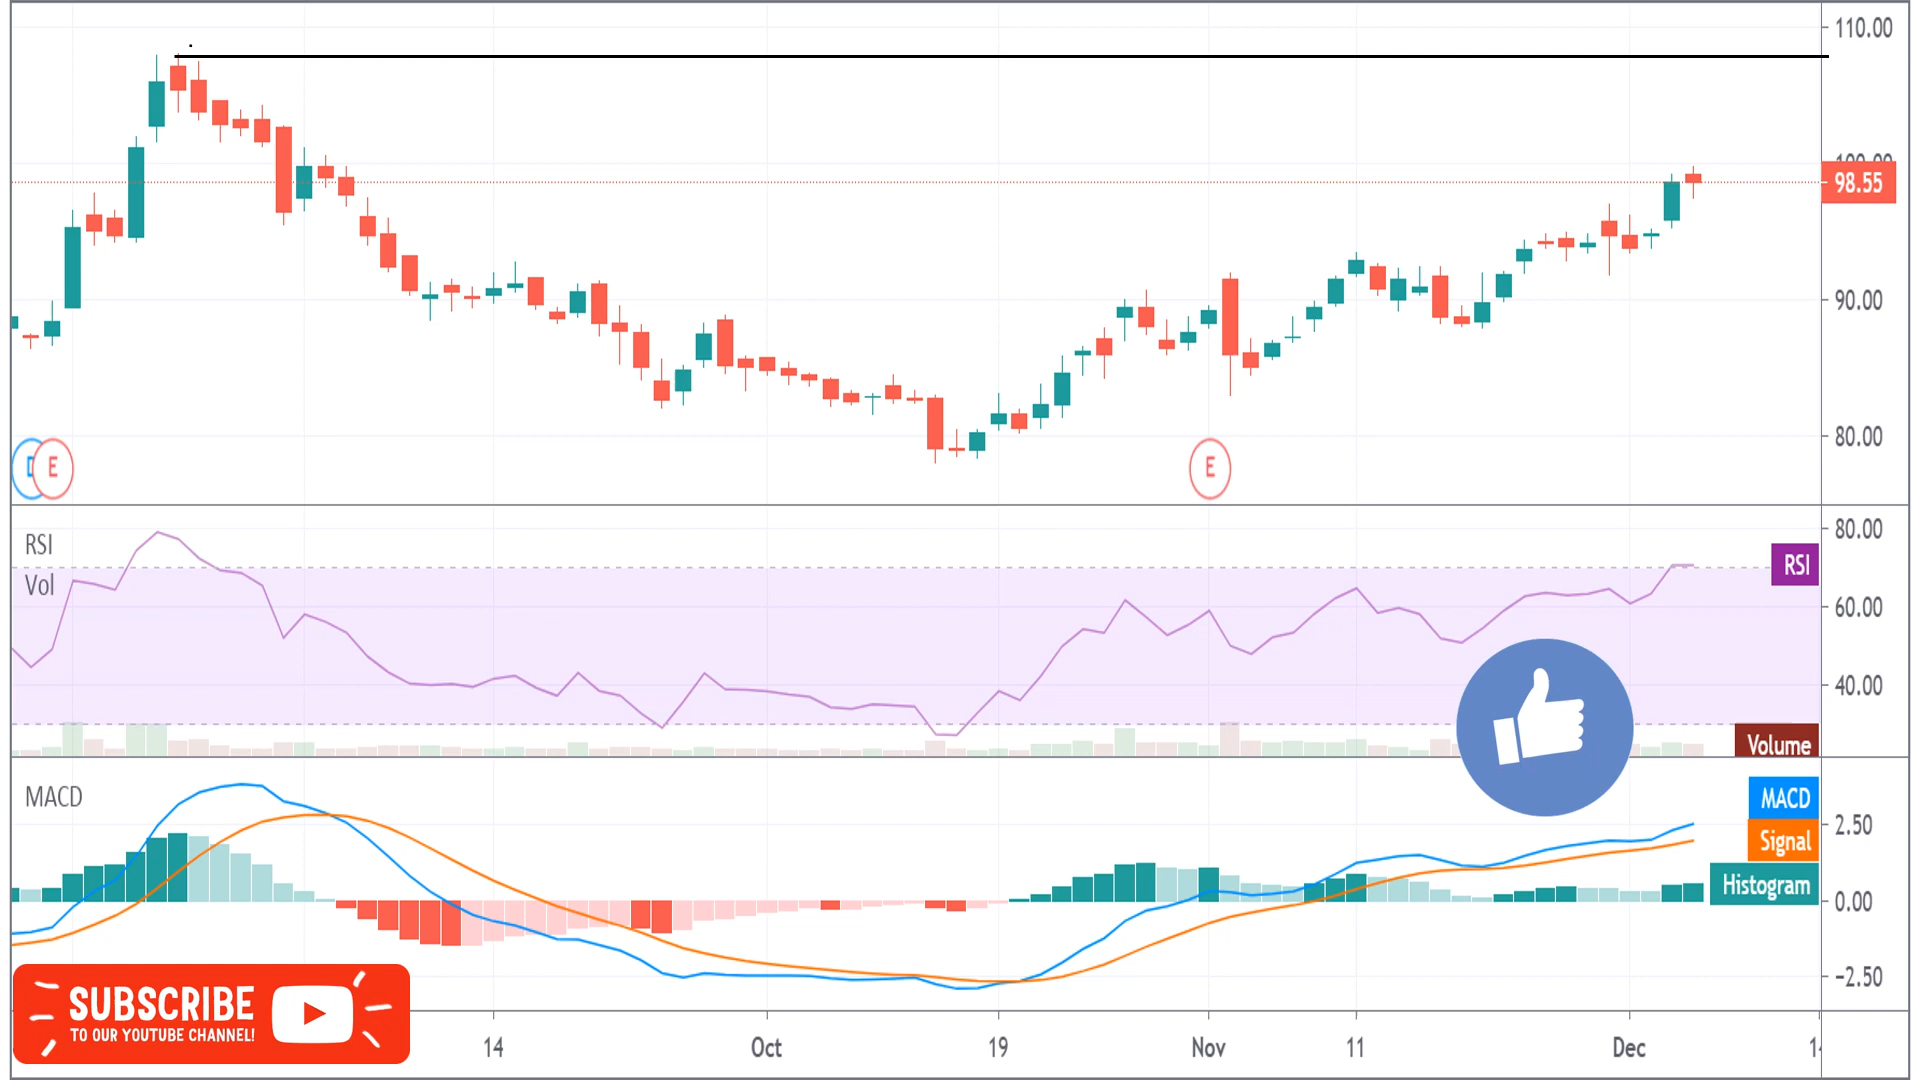 110.00
98.55
90.00
80.00
D E
E
RSI
Vol
80.00
RSI
60.00
40.00
Volume
MACD
MACD
2.50
Signal
Histogram
0.00
−2.50
SUBSCRIBE
TO OUR YOUTUBE CHANNEL!
14 Oct 19 Nov 11 Dec